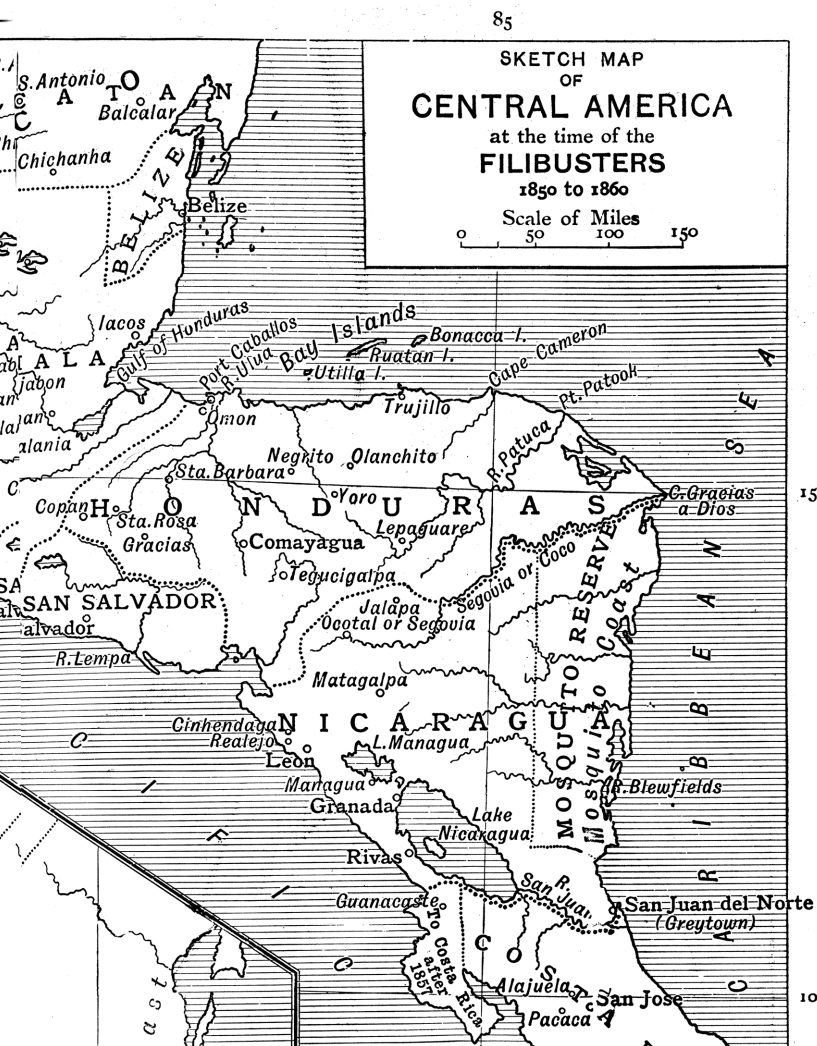 85
SKETCH MAP
OF
CENTRAL AMERICA
at the time of the
FILIBUSTERS
1850 to 1860
Scale of Miles
0 50 100 150
S. Antonio
C A T O A N
Balcalar
Chichanha
BELIZE
Belize
Iacos
Gulf of Honduras
Port Caballos
R. Ulua
Bay Islands
Bonacca I.
Ruatan I.
Utilla I.
Cape Cameron
Pt. Patook
A L A
jabon
alania
Omon
Trujillo
Negrito
Olanchito
R. Patuca
Sta. Barbara
Yoro
HONDURAS
C. Gracias
a Dios
15
Copan
Sta. Rosa
Gracias
Lepaguare
Comayagua
Tegucigalpa
Segovia or Coco
SAN SALVADOR
alvador
Jalapa
Ocotal or Segovia
R. Lempa
MOSQUITO RESERVE
Mosquito Coast
Matagalpa
NICARAGUA
Cinhendaga
Realejo
Leon
L. Managua
Managua
Granada
R. Blewfields
Lake
Nicaragua
Rivas
Guanacaste
R.
San Juan
San Juan del Norte
(Greytown)
To Costa Rica
after
1857
COSTA
Alajuela
San Jose
Pacaca
10
CARIBBEAN SEA
C I F I C
ast